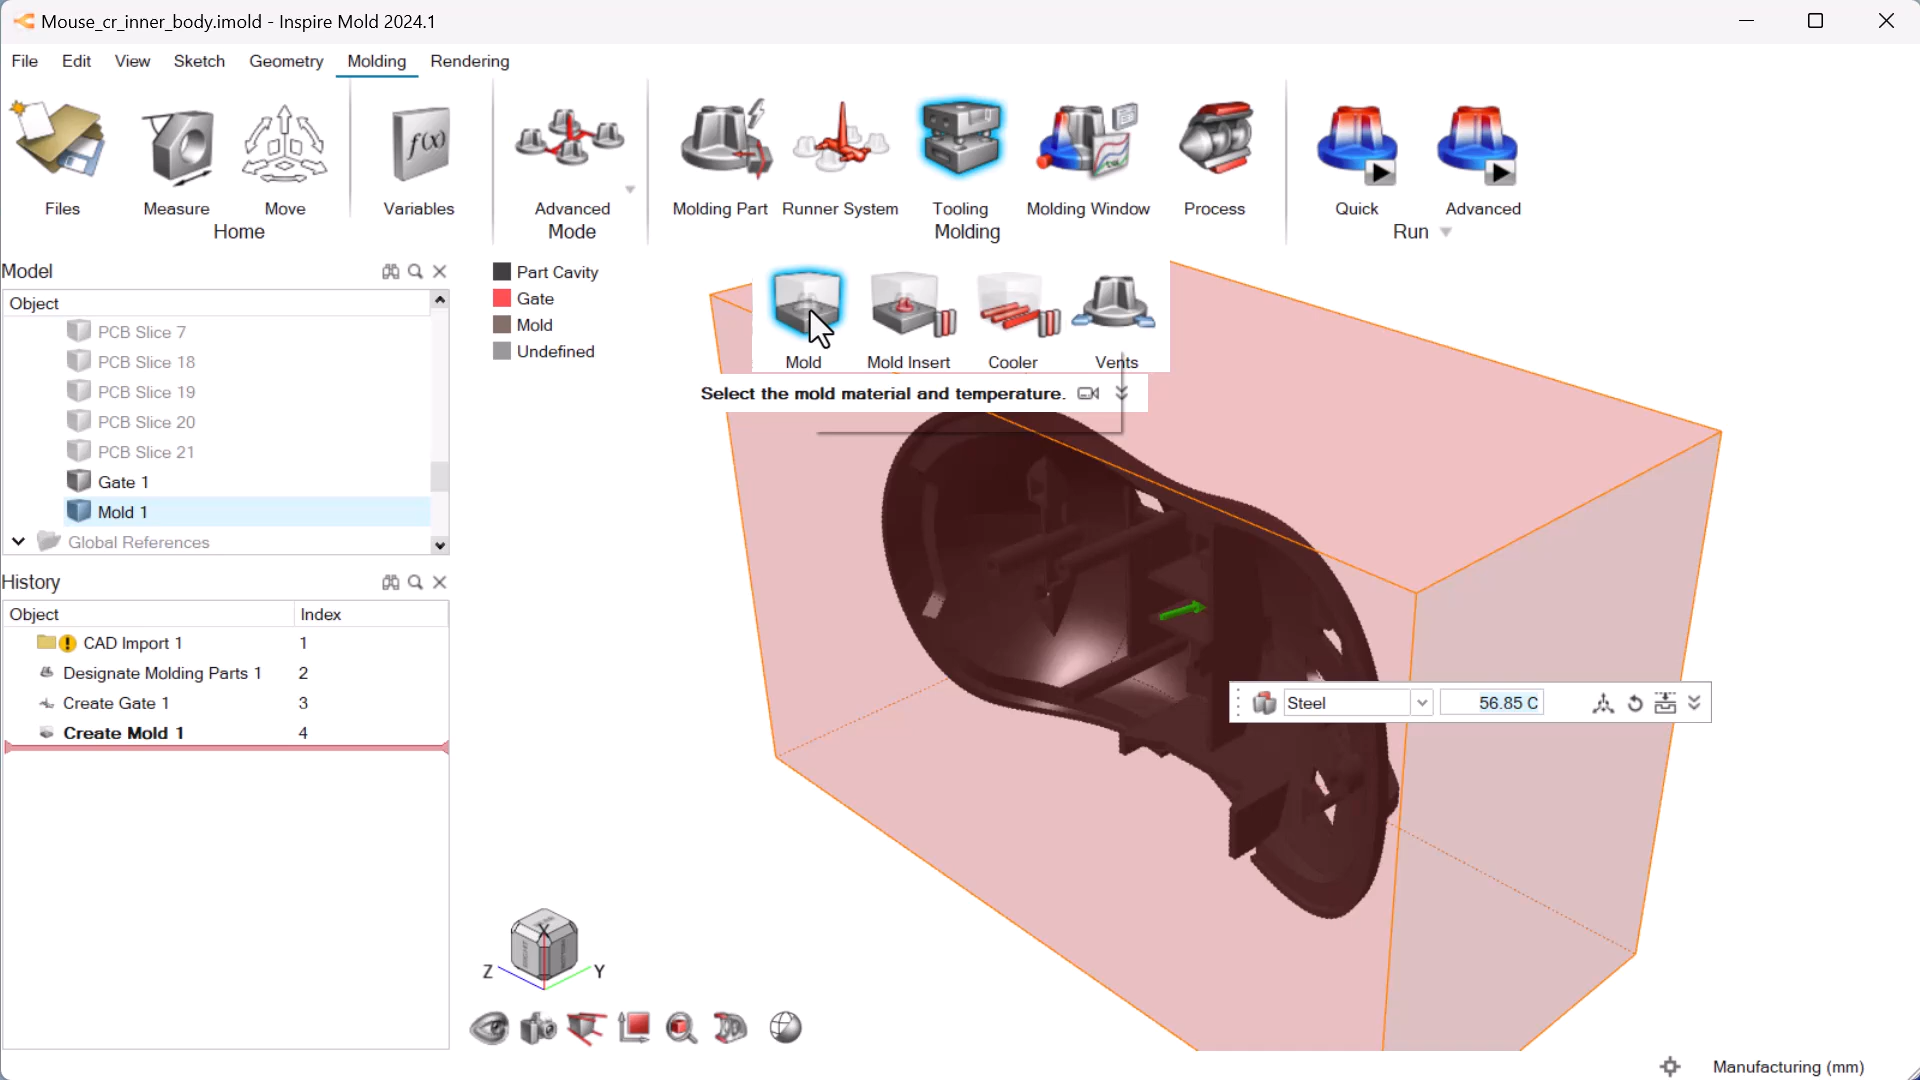 Mouse_cr_inner_body.imold - Inspire Mold 2024.1
File Edit View Sketch Geometry Molding Rendering
f(x)
Files Measure Move Variables Advanced Molding Part Runner System Tooling Molding Window Process Quick Advanced
Home Mode Molding Run
Model
Object
PCB Slice 7
PCB Slice 18
PCB Slice 19
PCB Slice 20
PCB Slice 21
Gate 1
Mold 1
Global References
History
Object Index
CAD Import 1 1
Designate Molding Parts 1 2
Create Gate 1 3
Create Mold 1 4
Part Cavity
Gate
Mold
Undefined
Mold Mold Insert Cooler Vents
Select the mold material and temperature.
Steel 56.85 C
X
Z Y
Manufacturing (mm)